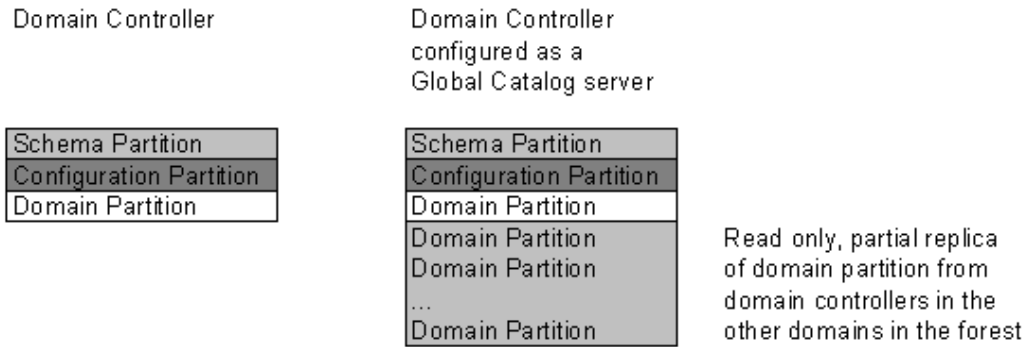 Domain Controller
Domain Controller
configured as a
Global Catalog server
Schema Partition
Configuration Partition
Domain Partition
Schema Partition
Configuration Partition
Domain Partition
Domain Partition
Domain Partition
...
Domain Partition
Read only, partial replica
of domain partition from
domain controllers in the
other domains in the forest